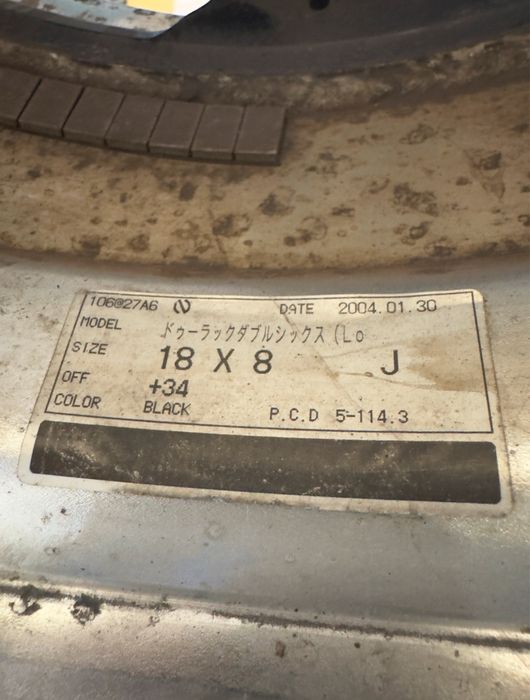 106@27A6 DATE 2004.01.30
MODEL ドゥーラックダブルシックス(Lo
SIZE 18 X 8 J
OFF +34
COLOR BLACK P.C.D 5-114.3